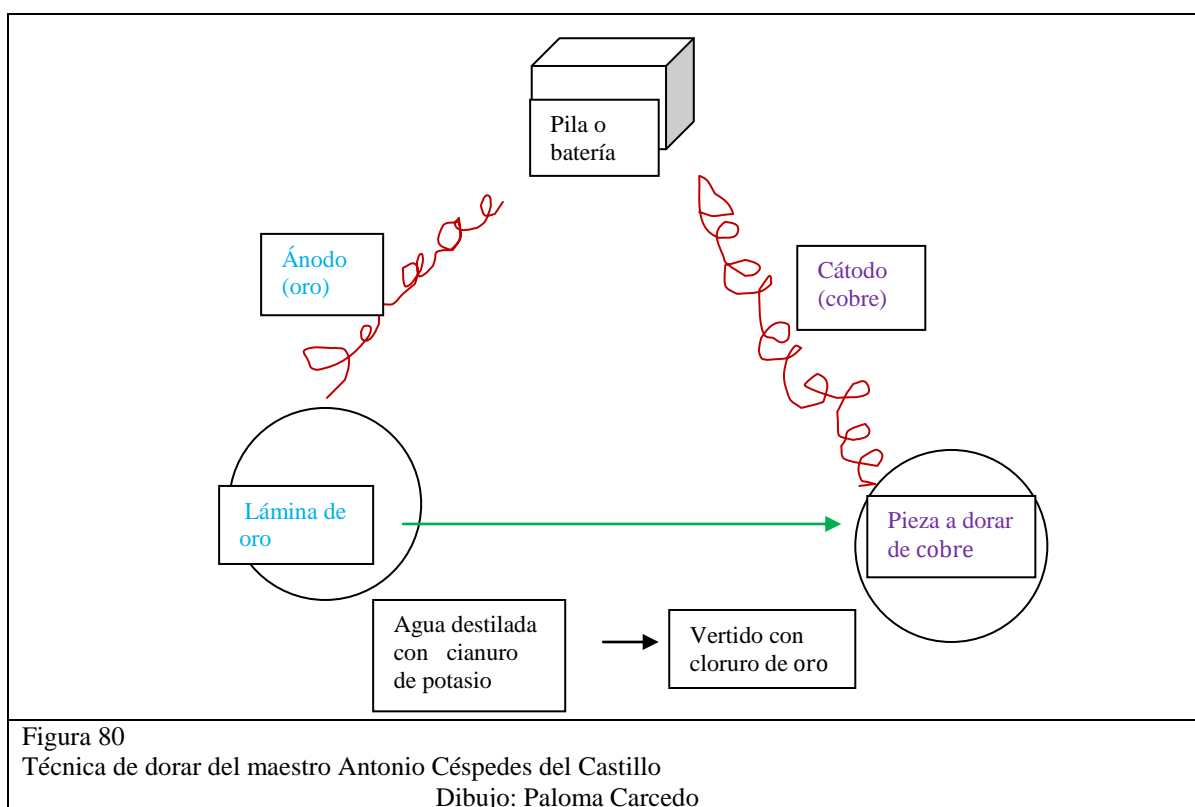 Pila o
batería
Ánodo
(oro)
Cátodo
(cobre)
Lámina de
oro
Pieza a dorar
de cobre
Agua destilada
con cianuro
de potasio
Vertido con
cloruro de oro
Figura 80
Técnica de dorar del maestro Antonio Céspedes del Castillo
Dibujo: Paloma Carcedo